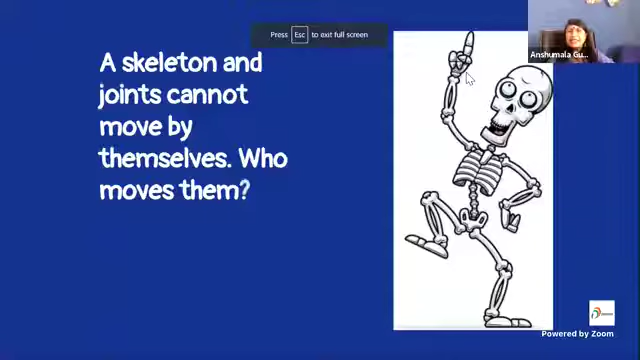 Press Esc to exit full screen
Anshumala Gu...
A skeleton and
joints cannot
move by
themselves. Who
moves them?
Powered by Zoom